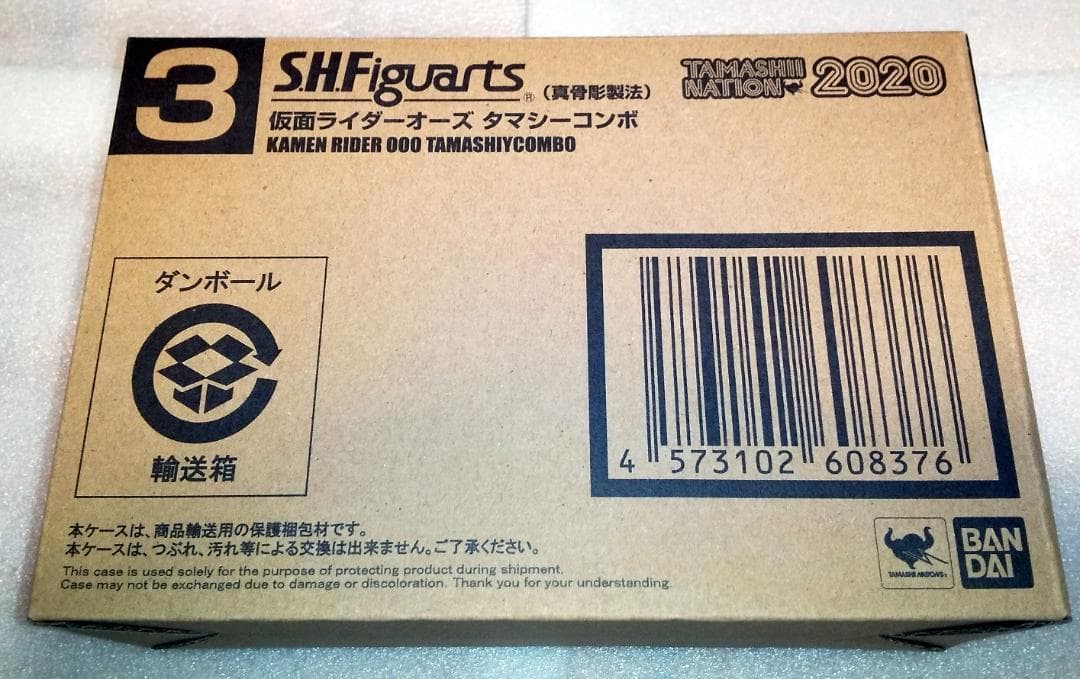 3
S.H.Figuarts® (真骨彫製法)
TAMASHII NATION 2020
仮面ライダーオーズ タマシーコンボ
KAMEN RIDER OOO TAMASHIYCOMBO
ダンボール
輸送箱
4 573102 608376
本ケースは、商品輸送用の保護梱包材です。
本ケースは、つぶれ、汚れ等による交換は出来ません。ご了承ください。
This case is used solely for the purpose of protecting product during shipment.
Case may not be exchanged due to damage or discoloration. Thank you for your understanding.
TAMASHII NATIONS
BAN
DAI